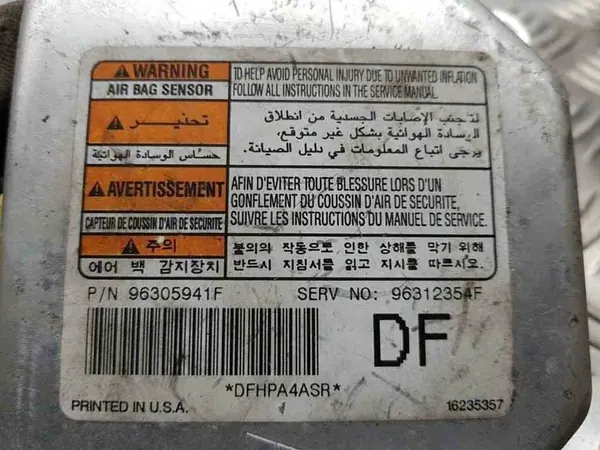 WARNING
AIR BAG SENSOR
TO HELP AVOID PERSONAL INJURY DUE TO UNWANTED INFLATION
FOLLOW ALL INSTRUCTIONS IN THE SERVICE MANUAL.
تحذير
حساس الوسادة الهوائية
لتجنب الإصابات الجسدية من انطلاق
الوسادة الهوائية بشكل غير متوقع,
يرجى اتباع المعلومات في دليل الصيانة.
AVERTISSEMENT
CAPTEUR DE COUSSIN D'AIR DE SECURITE
AFIN D'EVITER TOUTE BLESSURE LORS D'UN
GONFLEMENT DU COUSSIN D'AIR DE SECURITE,
SUIVRE LES INSTRUCTIONS DU MANUEL DE SERVICE.
주의
에어 백 감지장치
불의의 작동으로 인한 상해를 막기 위해
반드시 지침서를 읽고 지시를 따르시오.
P/N 96305941F SERV NO: 96312354F
DF
*DFHPA4ASR*
PRINTED IN U.S.A. 16235357